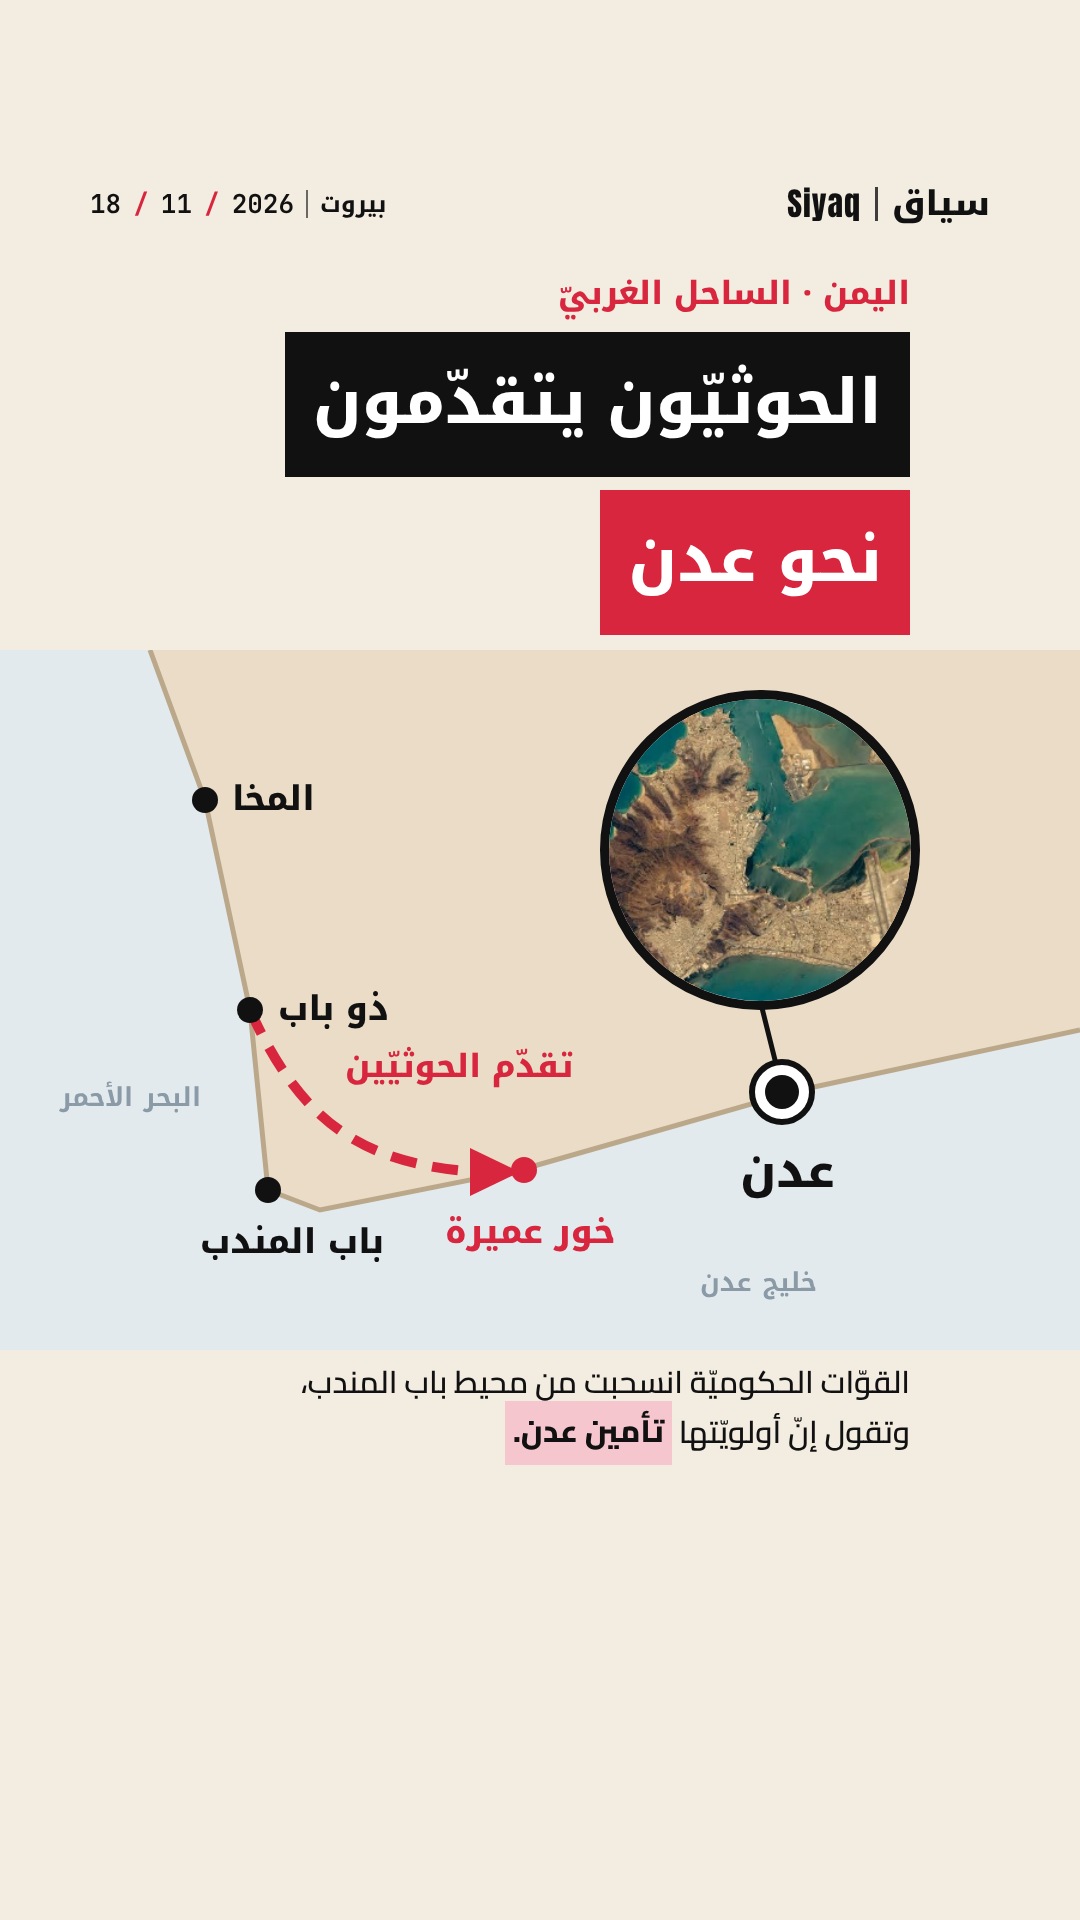 سياق | Siyaq
بيروت | 18 / 11 / 2026
اليمن · الساحل الغربيّ
الحوثيّون يتقدّمون
نحو عدن
المخا
ذو باب
تقدّم الحوثيّين
البحر الأحمر
عدن
باب المندب
خور عميرة
خليج عدن
القوّات الحكوميّة انسحبت من محيط باب المندب،
وتقول إنّ أولويّتها تأمين عدن.